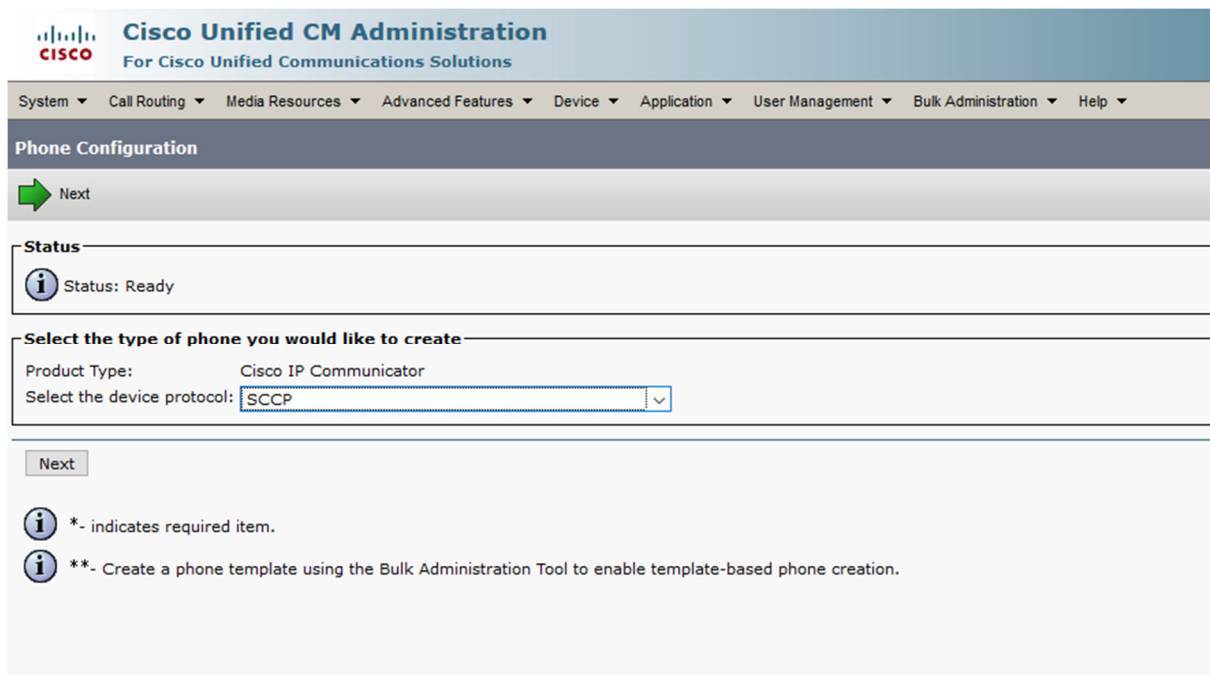 CISCO
Cisco Unified CM Administration
For Cisco Unified Communications Solutions
System Call Routing Media Resources Advanced Features Device Application User Management Bulk Administration Help
Phone Configuration
Next
Status
i Status: Ready
Select the type of phone you would like to create
Product Type: Cisco IP Communicator
Select the device protocol: SCCP
Next
i *- indicates required item.
i **- Create a phone template using the Bulk Administration Tool to enable template-based phone creation.